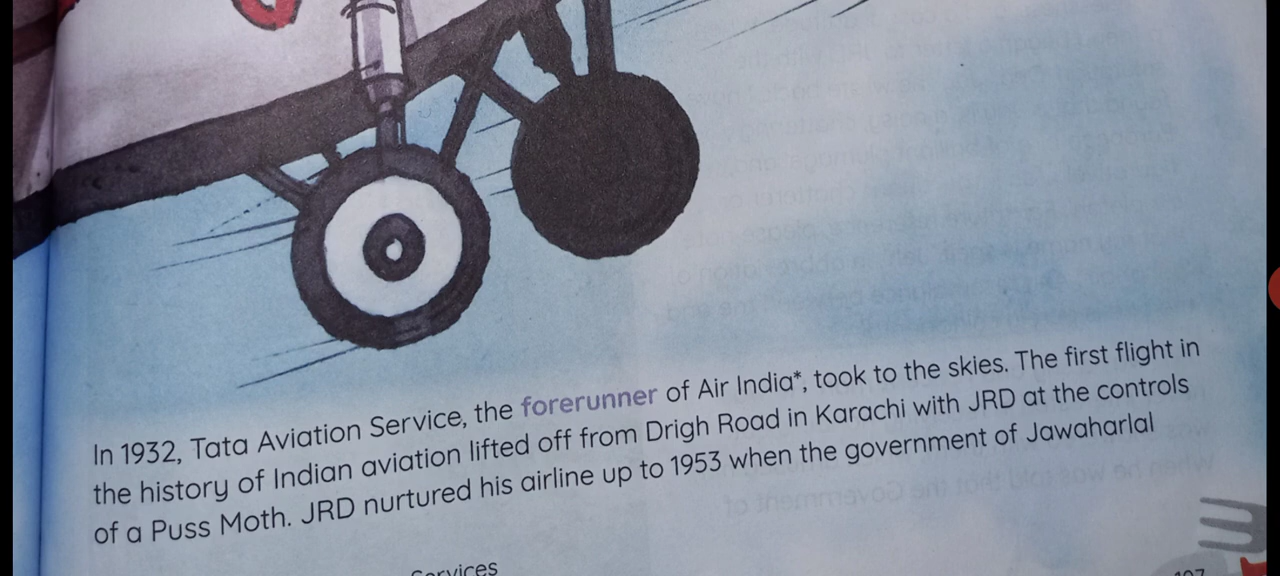 In 1932, Tata Aviation Service, the forerunner of Air India*, took to the skies. The first flight in
the history of Indian aviation lifted off from Drigh Road in Karachi with JRD at the controls
of a Puss Moth. JRD nurtured his airline up to 1953 when the government of Jawaharlal
Services
107